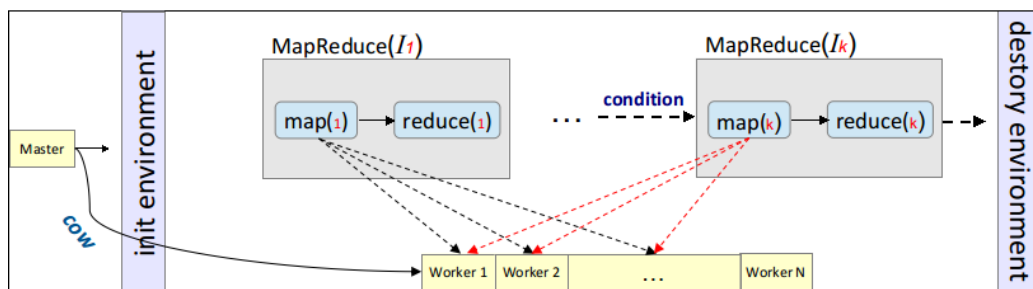 MapReduce(I1)
MapReduce(Ik)
init environment
destory environment
condition
map(1)
reduce(1)
...
map(k)
reduce(k)
Master
cow
Worker 1
Worker 2
...
Worker N